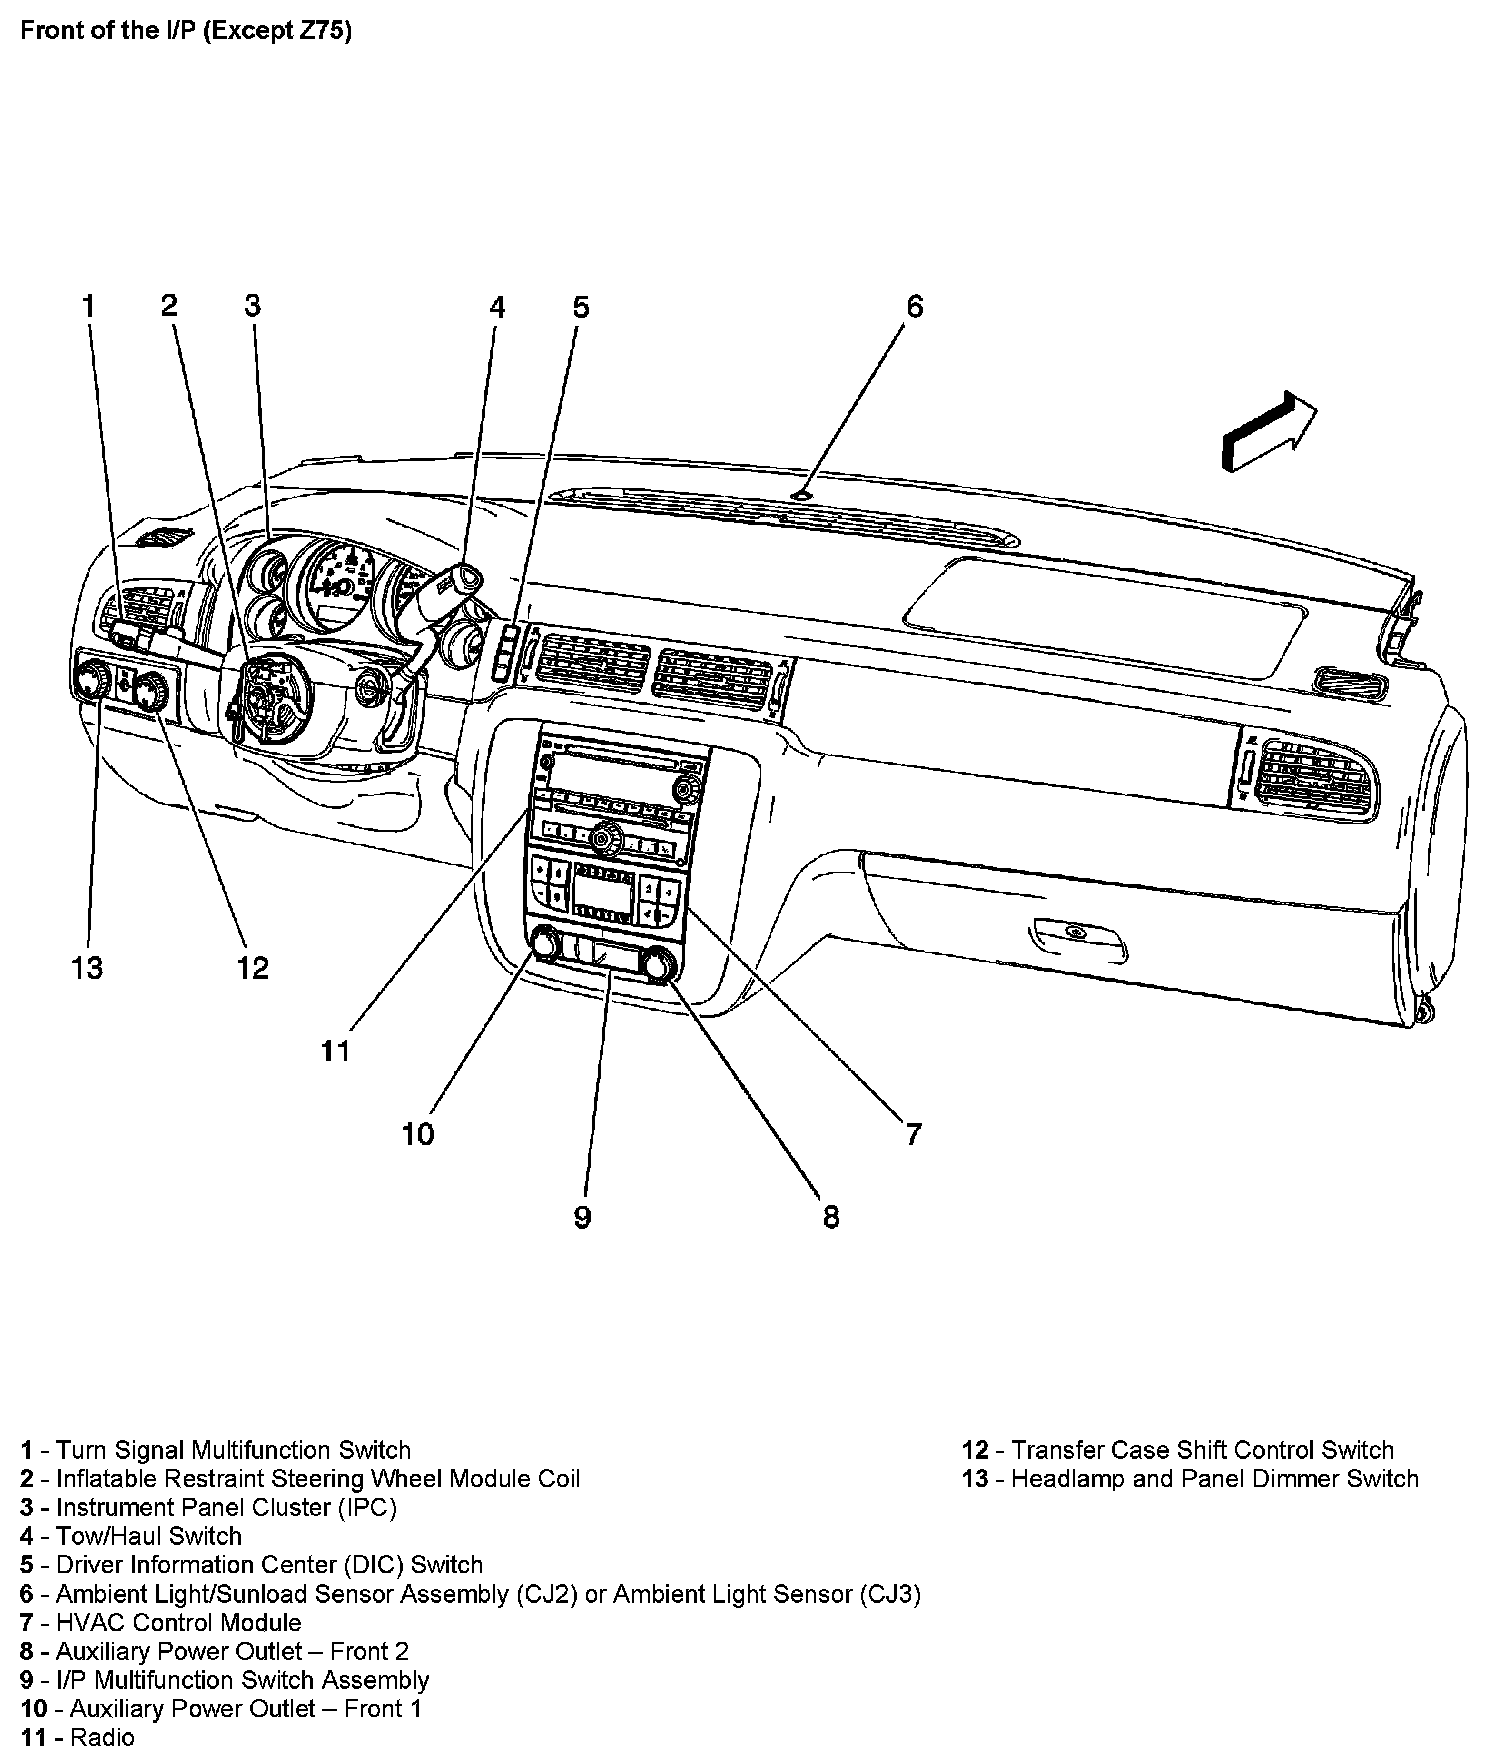 Front of the I/P (Except Z75)
1 2 3 4 5 6
13 12
11
10 7
9 8
1 - Turn Signal Multifunction Switch
2 - Inflatable Restraint Steering Wheel Module Coil
3 - Instrument Panel Cluster (IPC)
4 - Tow/Haul Switch
5 - Driver Information Center (DIC) Switch
6 - Ambient Light/Sunload Sensor Assembly (CJ2) or Ambient Light Sensor (CJ3)
7 - HVAC Control Module
8 - Auxiliary Power Outlet – Front 2
9 - I/P Multifunction Switch Assembly
10 - Auxiliary Power Outlet – Front 1
11 - Radio
12 - Transfer Case Shift Control Switch
13 - Headlamp and Panel Dimmer Switch